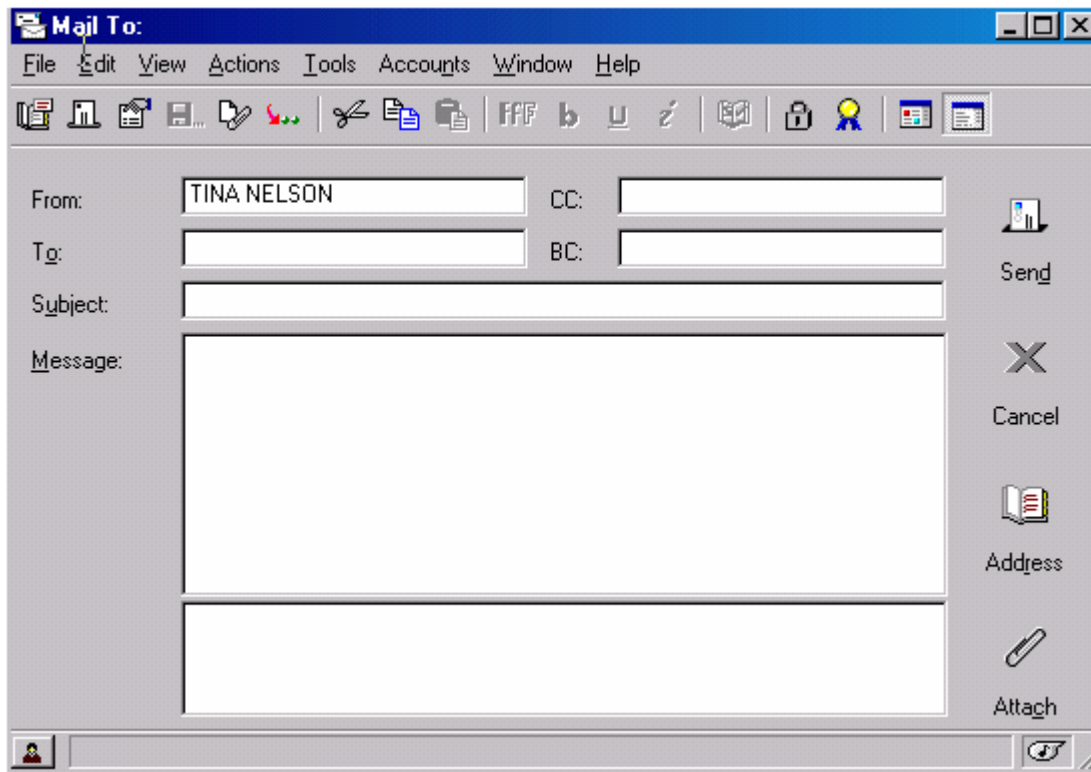 Mail To:
File Edit View Actions Tools Accounts Window Help
FfF b u i
From: TINA NELSON CC:
To: BC:
Send
Subject:
Message:
Cancel
Address
Attach